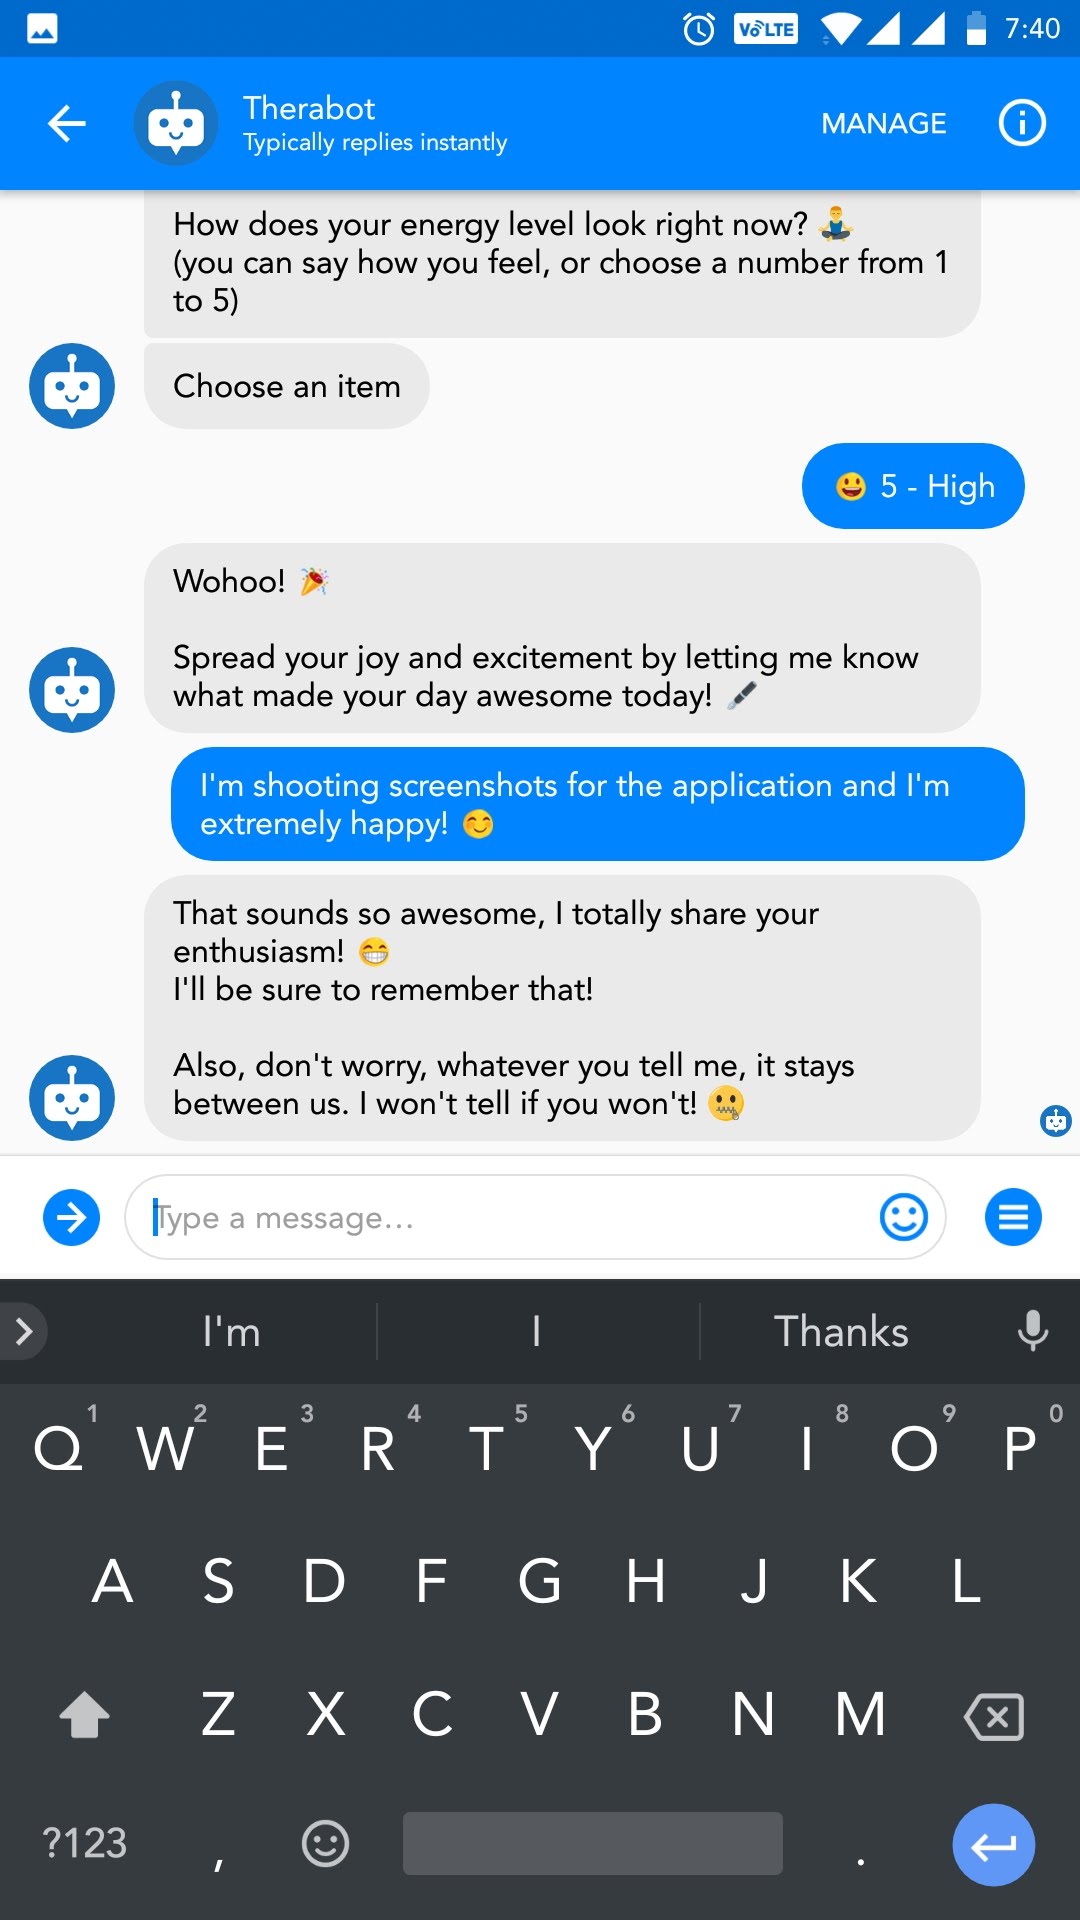 VoLTE 7:40
Therabot
Typically replies instantly
MANAGE
How does your energy level look right now? 🧘‍♂️
(you can say how you feel, or choose a number from 1
to 5)
Choose an item
😃 5 - High
Wohoo! 🎉
Spread your joy and excitement by letting me know
what made your day awesome today! 🖋️
I'm shooting screenshots for the application and I'm
extremely happy! 😊
That sounds so awesome, I totally share your
enthusiasm! 😁
I'll be sure to remember that!
Also, don't worry, whatever you tell me, it stays
between us. I won't tell if you won't! 🤐
Type a message...
I'm I Thanks
1 2 3 4 5 6 7 8 9 0
Q W E R T Y U I O P
A S D F G H J K L
Z X C V B N M
?123 , .